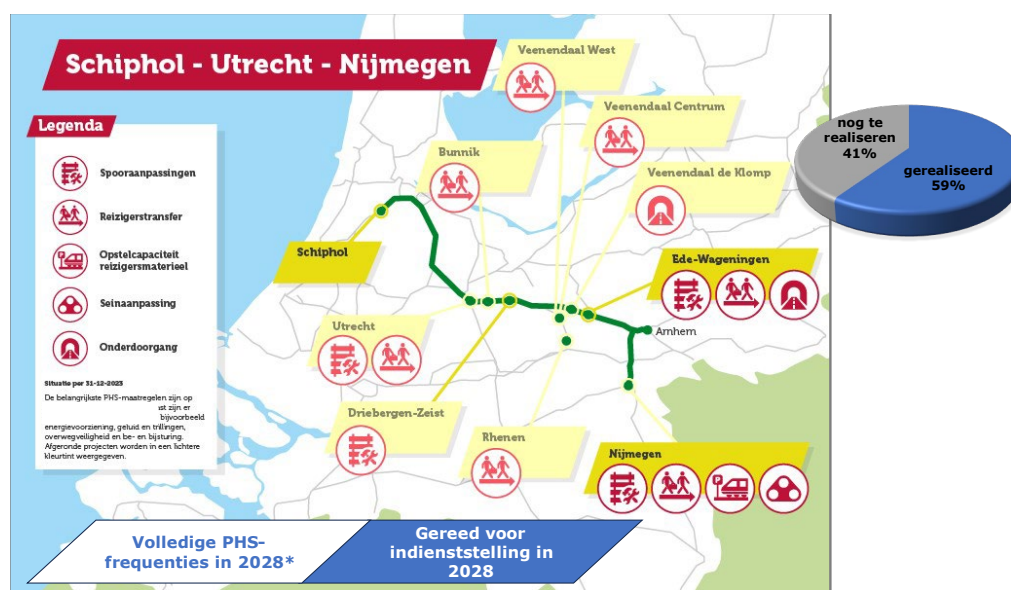 Schiphol - Utrecht - Nijmegen
Legenda
Spooraanpassingen
Reizigerstransfer
Opstelcapaciteit
reizigersmaterieel
Seinaanpassing
Onderdoorgang
Situatie per 31-12-2023
De belangrijkste PHS-maatregelen zijn op
st zijn er
bijvoorbeeld
energievoorziening, geluid en trillingen,
overwegveiligheid en be- en bijsturing.
Afgeronde projecten worden in een lichtere
kleurtint weergegeven.
Veenendaal West
Veenendaal Centrum
Bunnik
Veenendaal de Klomp
Schiphol
Ede-Wageningen
P
Utrecht
Arnhem
Driebergen-Zeist
Rhenen
Nijmegen
P
Volledige PHS-
frequenties in 2028*
Gereed voor
indienststelling in
2028
nog te
realiseren
41%
gerealiseerd
59%